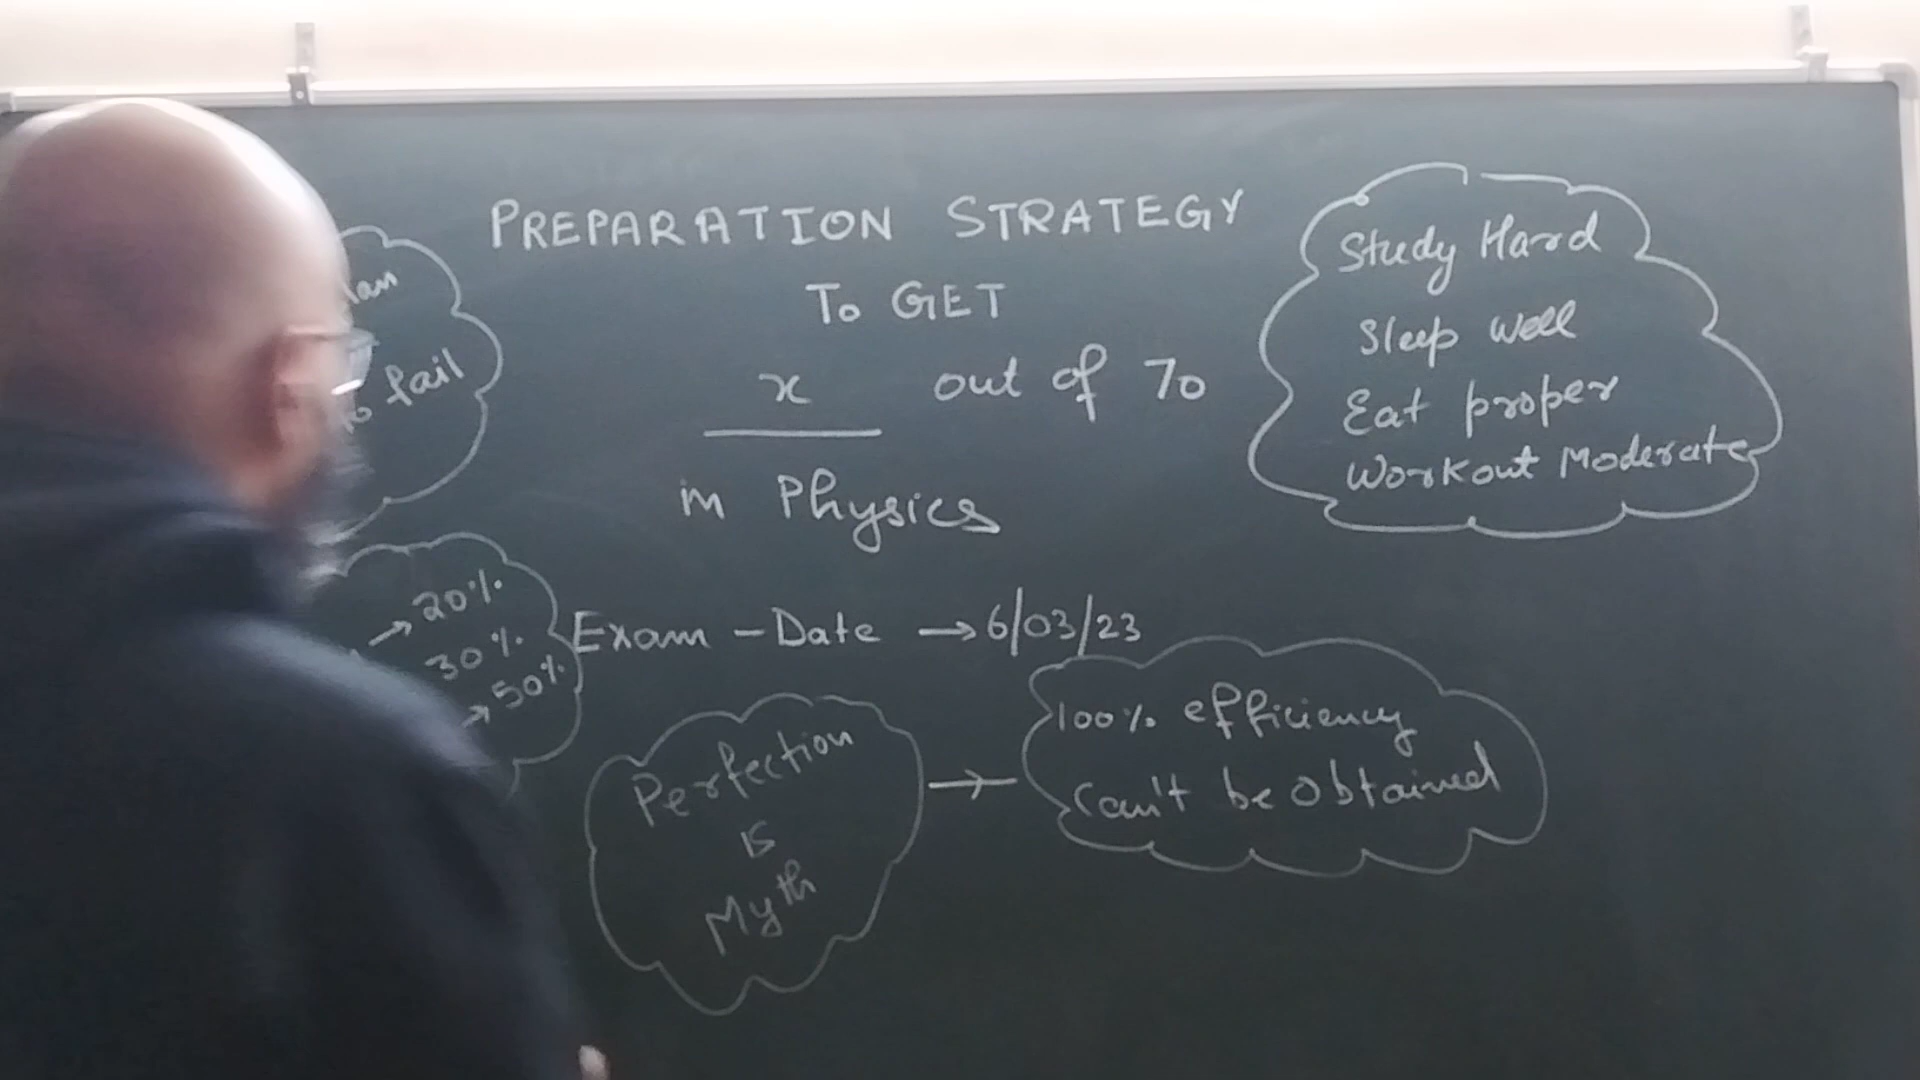 PREPARATION STRATEGY
To GET
x out of 70
in Physics
fail
Study Hard
Sleep well
Eat proper
Workout Moderate
→ 20%
30%
→ 50%
Exam - Date → 6/03/23
Perfection
is
Myth
→
100% efficiency
Can't be obtained